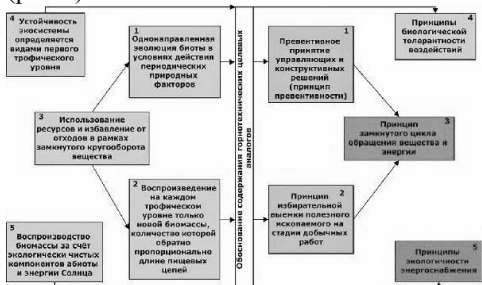 4
Устойчивость
экосистемы
определяется
видами первого
трофического
уровня
1
Однонаправленная
эволюция биоты в
условиях действия
периодических
природных
факторов
3
Использование
ресурсов и избавление от
отходов в рамках
замкнутого кругооборота
вещества
2
Воспроизведение
на каждом
трофическом
уровне только
новой биомассы,
количество которой
обратно
пропорционально
длине пищевых
цепей
5
Воспроизводство
биомассы за счёт
экологически чистых
компонентов абиоты
и энергии Солнца
Обоснование содержания горнотехнических целевых
аналогов
1
Превентивное
принятие
управляющих и
конструктивных
решений
(принцип
превентивности)
4
Принципы
биологической
толерантности
воздействий
3
Принцип
замкнутого цикла
обращения вещества и
энергии
2
Принцип
избирательной
выемки полезного
ископаемого на
стадии добычных
работ
5
Принципы
экологичности
энергоснабжения